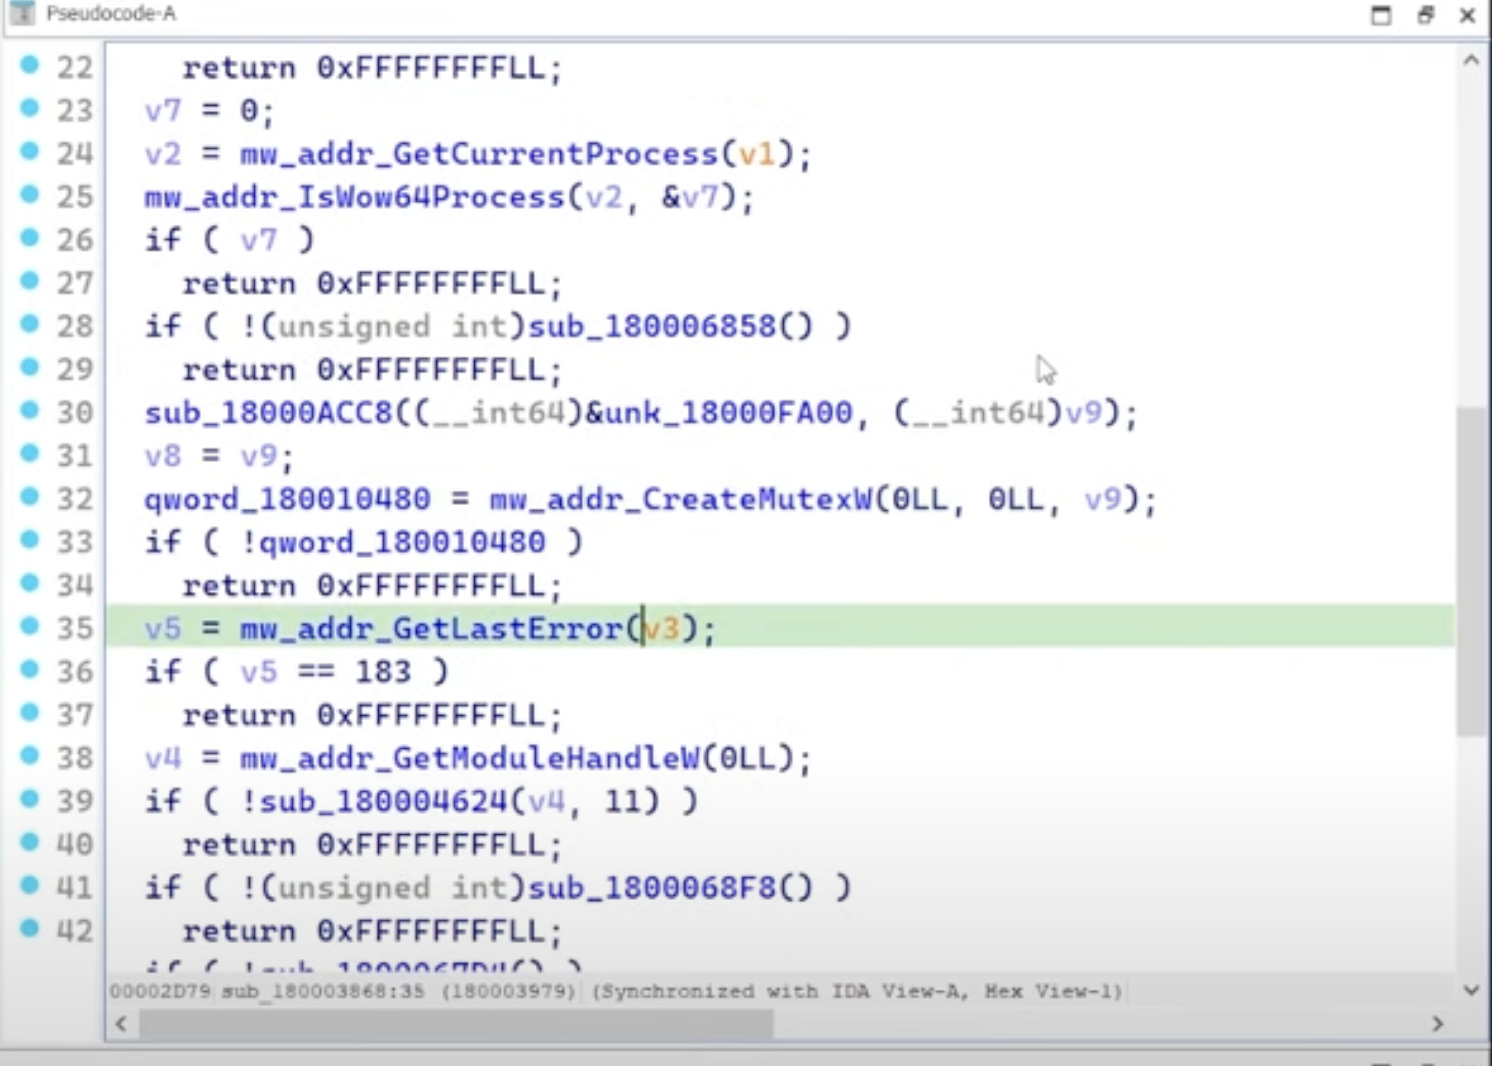 Pseudocode-A
22 return 0xFFFFFFFFLL;
23 v7 = 0;
24 v2 = mw_addr_GetCurrentProcess(v1);
25 mw_addr_IsWow64Process(v2, &v7);
26 if ( v7 )
27 return 0xFFFFFFFFLL;
28 if ( !(unsigned int)sub_180006858() )
29 return 0xFFFFFFFFLL;
30 sub_18000ACC8((__int64)&unk_18000FA00, (__int64)v9);
31 v8 = v9;
32 qword_180010480 = mw_addr_CreateMutexW(0LL, 0LL, v9);
33 if ( !qword_180010480 )
34 return 0xFFFFFFFFLL;
35 v5 = mw_addr_GetLastError(v3);
36 if ( v5 == 183 )
37 return 0xFFFFFFFFLL;
38 v4 = mw_addr_GetModuleHandleW(0LL);
39 if ( !sub_180004624(v4, 11) )
40 return 0xFFFFFFFFLL;
41 if ( !(unsigned int)sub_1800068F8() )
42 return 0xFFFFFFFFLL;
if ( !sub_1800067D4() )
00002D79 sub_180003868:35 (180003979) (Synchronized with IDA View-A, Hex View-1)